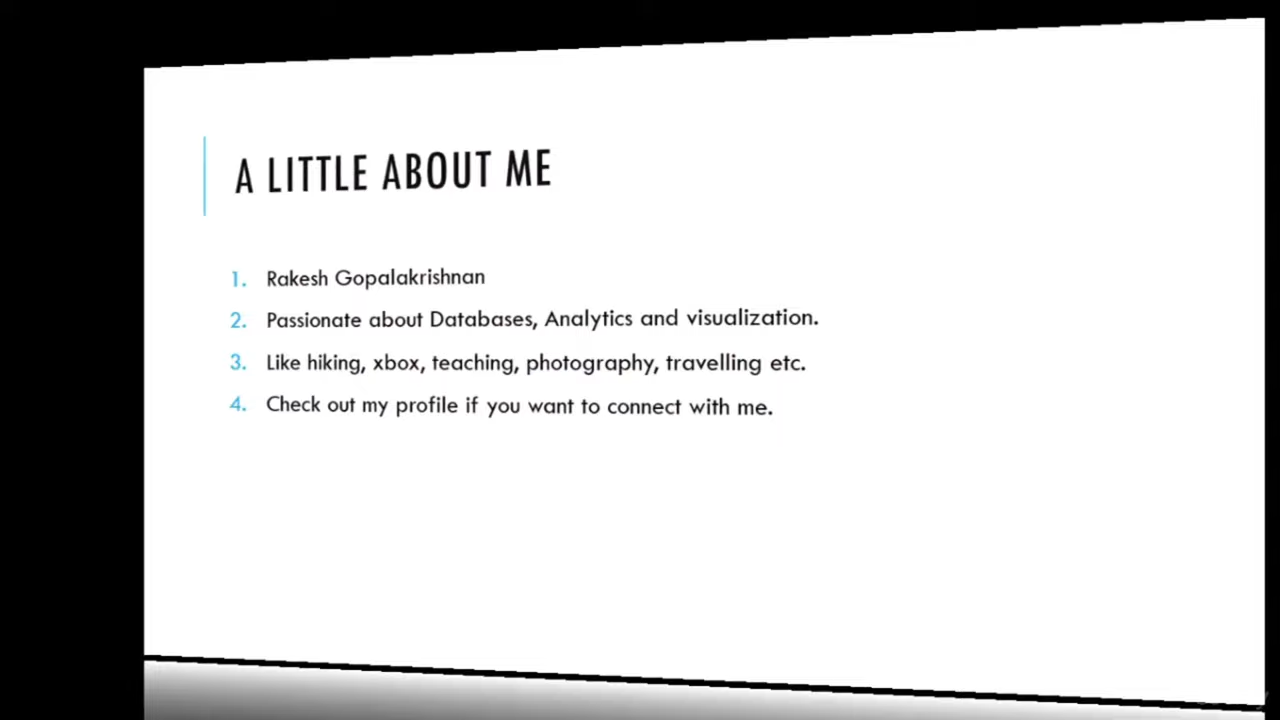 A LITTLE ABOUT ME
1. Rakesh Gopalakrishnan
2. Passionate about Databases, Analytics and visualization.
3. Like hiking, xbox, teaching, photography, travelling etc.
4. Check out my profile if you want to connect with me.